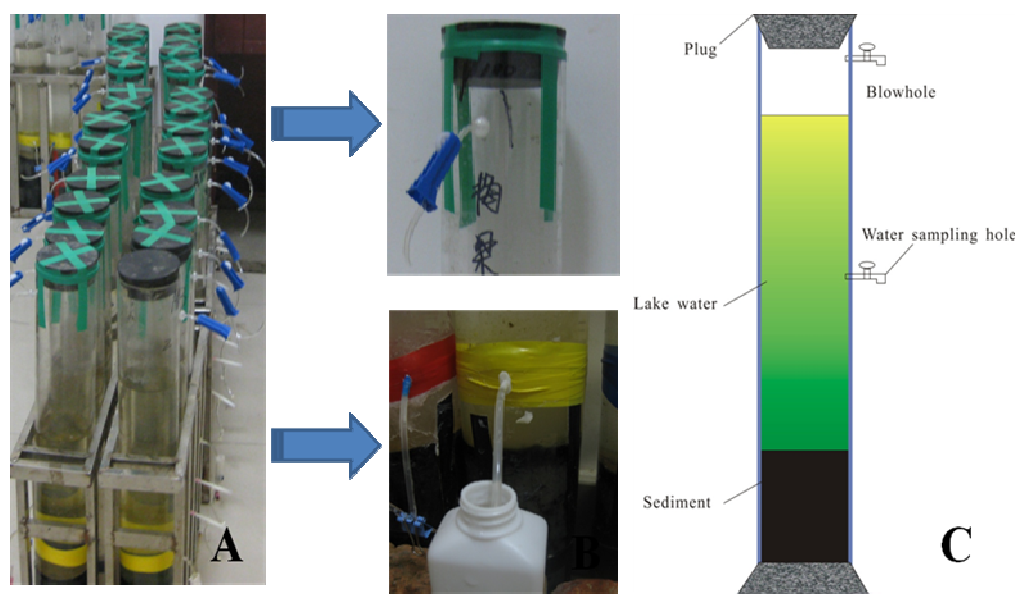 Plug
Blowhole
Water sampling hole
Lake water
Sediment
A
B
C